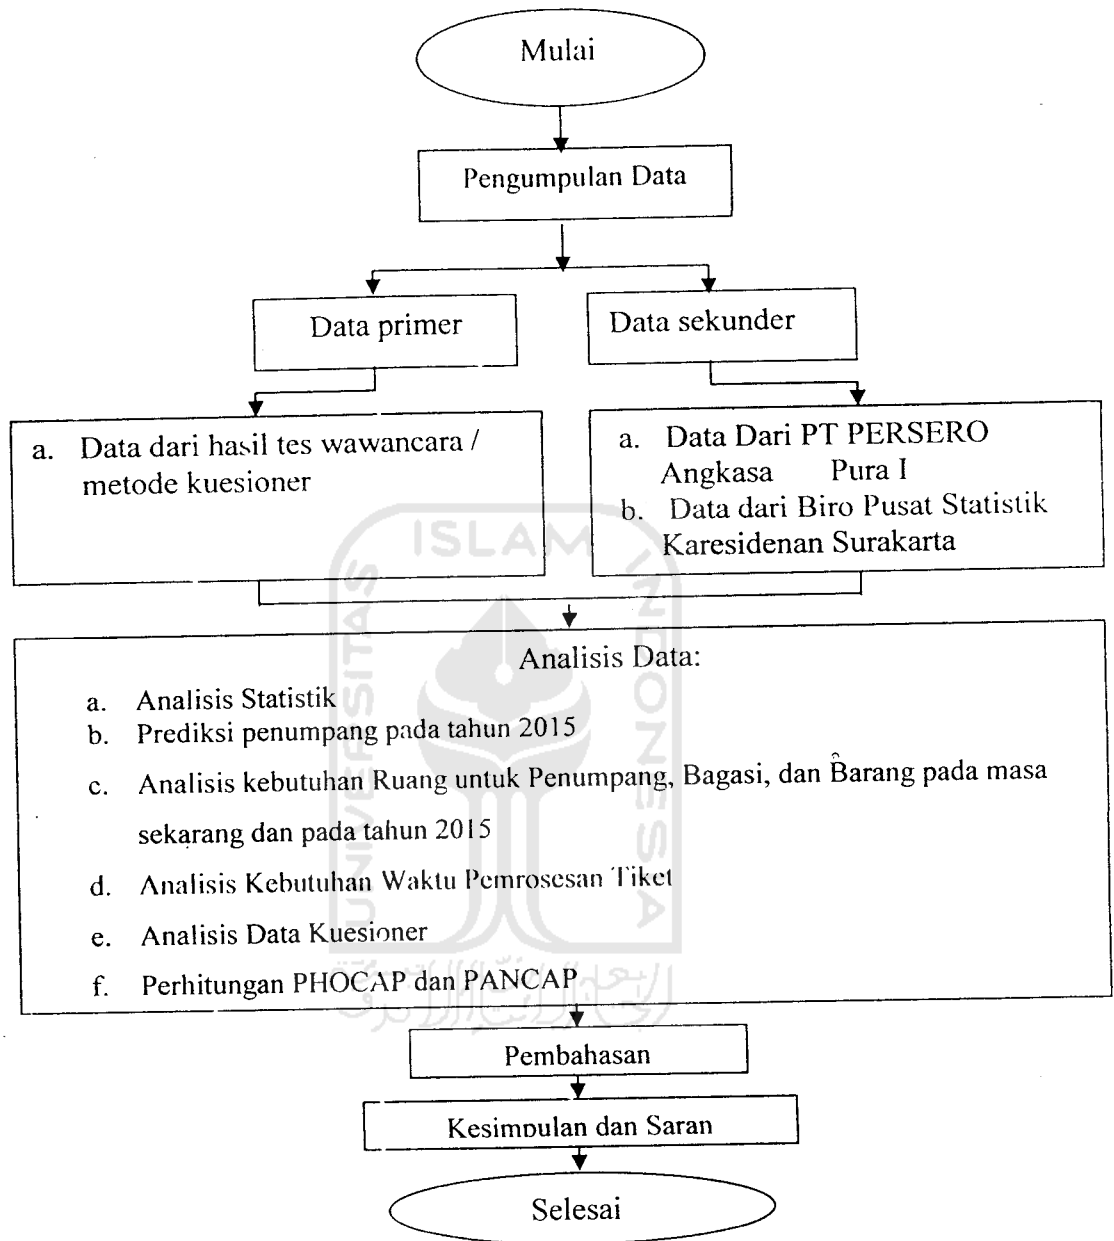 Mulai
Pengumpulan Data
Data primer
Data sekunder
a. Data dari hasil tes wawancara /
metode kuesioner
a. Data Dari PT PERSERO
Angkasa Pura I
b. Data dari Biro Pusat Statistik
Karesidenan Surakarta
Analisis Data:
a. Analisis Statistik
b. Prediksi penumpang pada tahun 2015
c. Analisis kebutuhan Ruang untuk Penumpang, Bagasi, dan Barang pada masa
sekarang dan pada tahun 2015
d. Analisis Kebutuhan Waktu Pemrosesan Tiket
e. Analisis Data Kuesioner
f. Perhitungan PHOCAP dan PANCAP
Pembahasan
Kesimpulan dan Saran
Selesai
UNIVERSITAS
ISLAM
INDONESIA